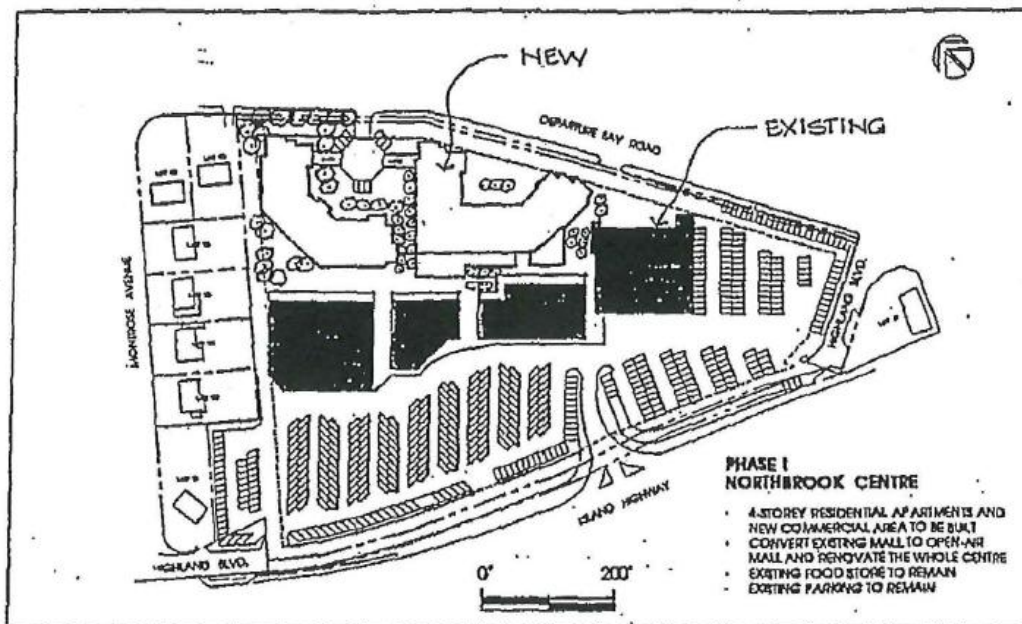 NEW
DEPARTURE BAY ROAD
EXISTING
MONTROSE AVENUE
HIGHLAND BLVD.
ISLAND HIGHWAY
HIGHLAND BLVD.
0' 200'
PHASE I
NORTHBROOK CENTRE
4-STOREY RESIDENTIAL APARTMENTS AND
NEW COMMERCIAL AREA TO BE BUILT
CONVERT EXISTING MALL TO OPEN-AIR
MALL AND RENOVATE THE WHOLE CENTRE
EXISTING FOOD STORE TO REMAIN
EXISTING PARKING TO REMAIN